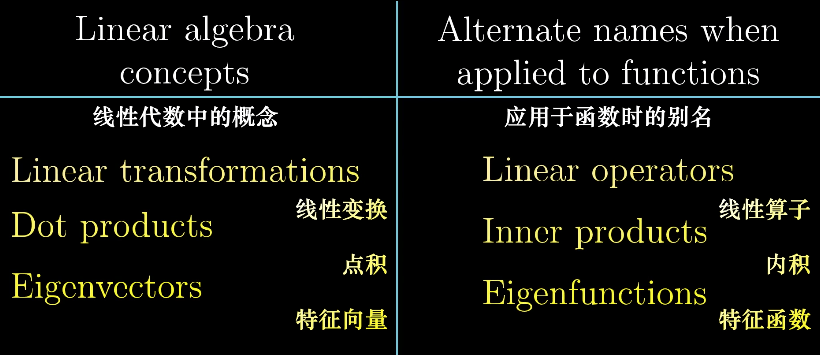 Linear algebra
concepts
线性代数中的概念
Linear transformations
线性变换
Dot products
点积
Eigenvectors
特征向量
Alternate names when
applied to functions
应用于函数时的别名
Linear operators
线性算子
Inner products
内积
Eigenfunctions
特征函数